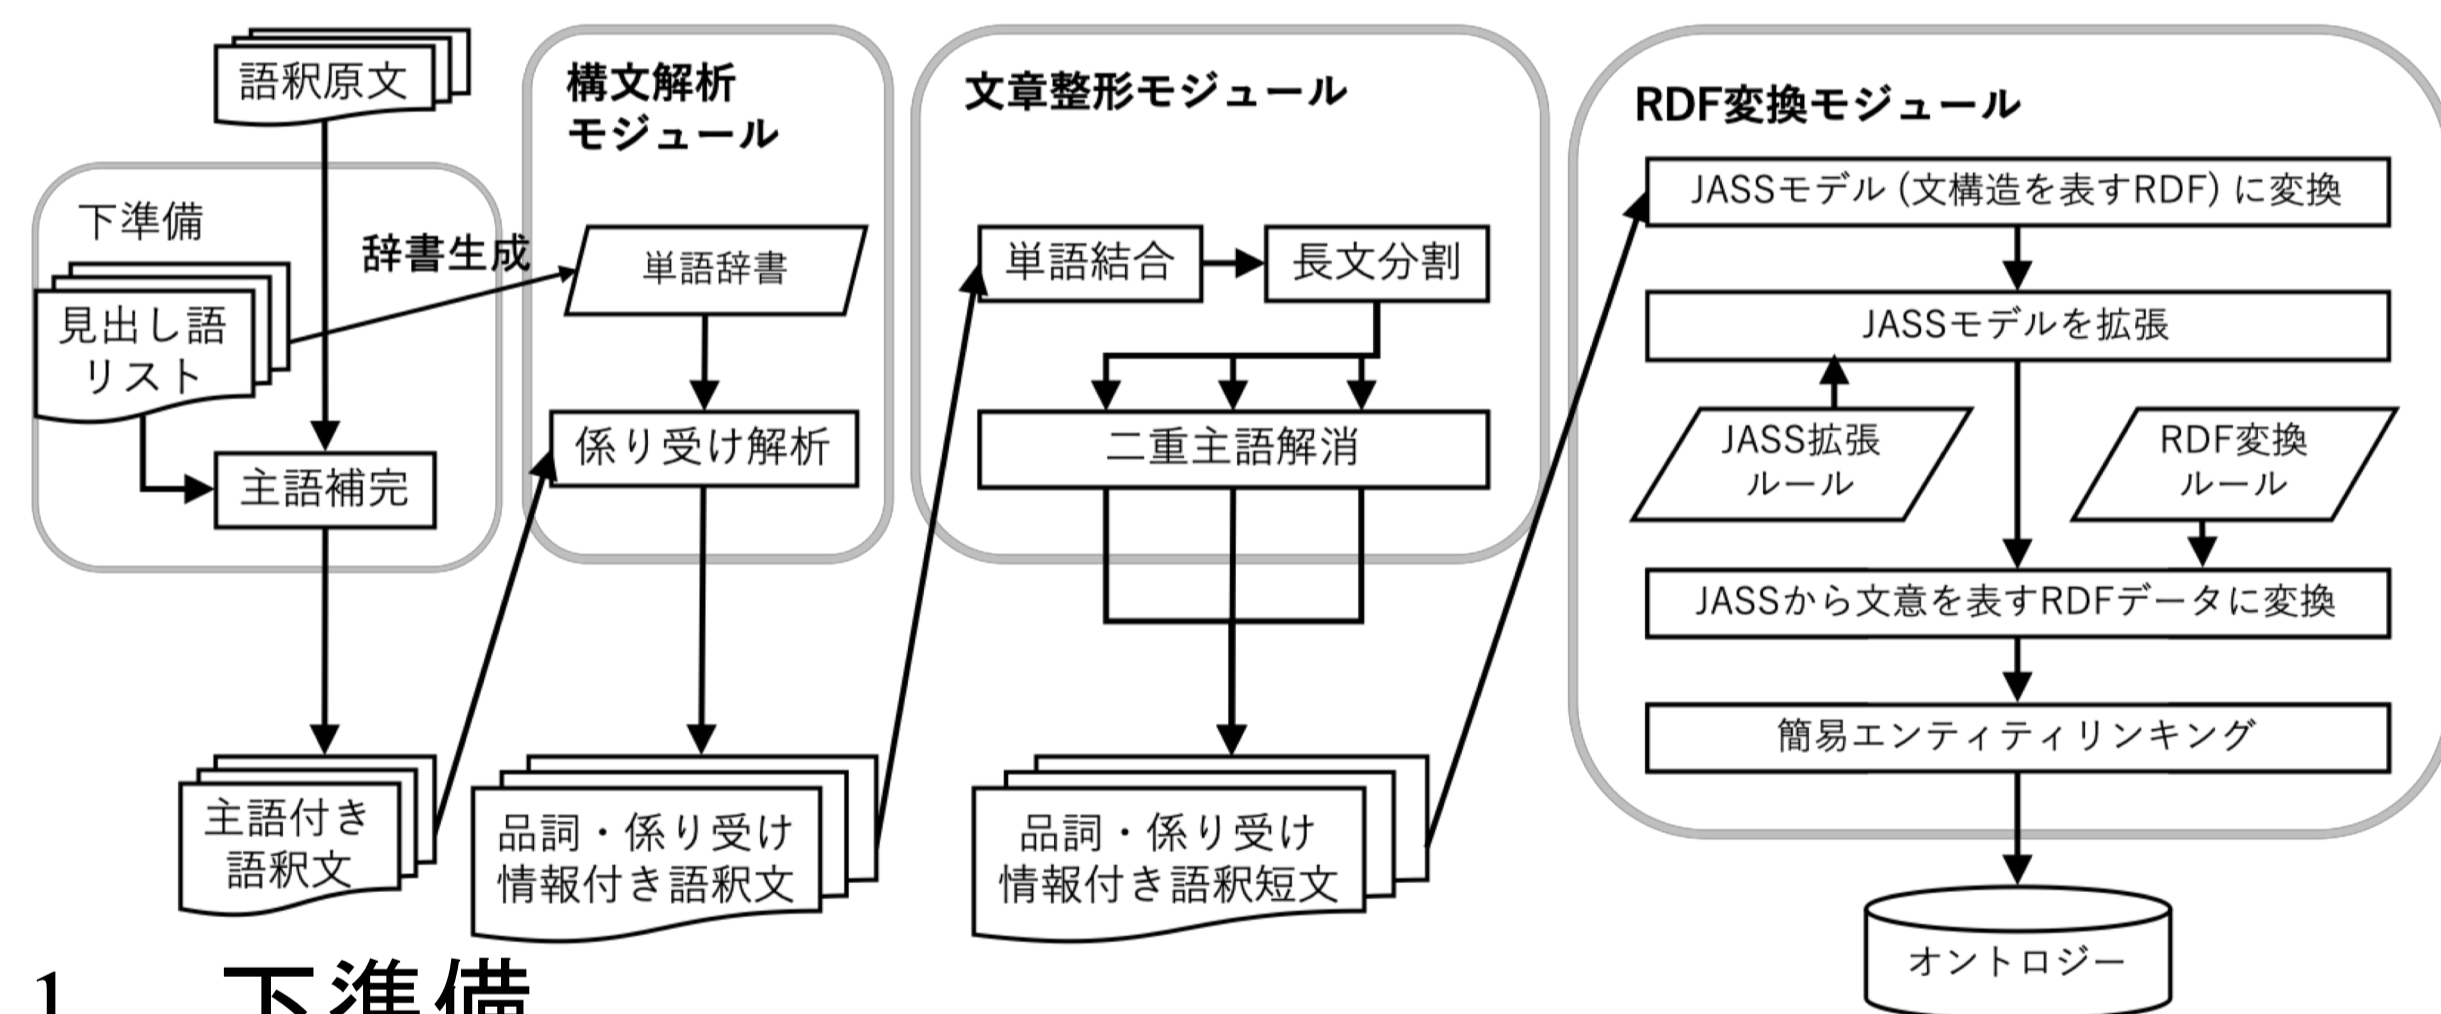 語釈原文
下準備
見出し語
リスト
辞書生成
主語補完
主語付き
語釈文
構文解析
モジュール
単語辞書
係り受け解析
品詞・係り受け
情報付き語釈文
文章整形モジュール
単語結合
長文分割
二重主語解消
品詞・係り受け
情報付き語釈短文
RDF変換モジュール
JASSモデル (文構造を表すRDF) に変換
JASSモデルを拡張
JASS拡張
ルール
RDF変換
ルール
JASSから文意を表すRDFデータに変換
簡易エンティティリンキング
オントロジー
1 下準備